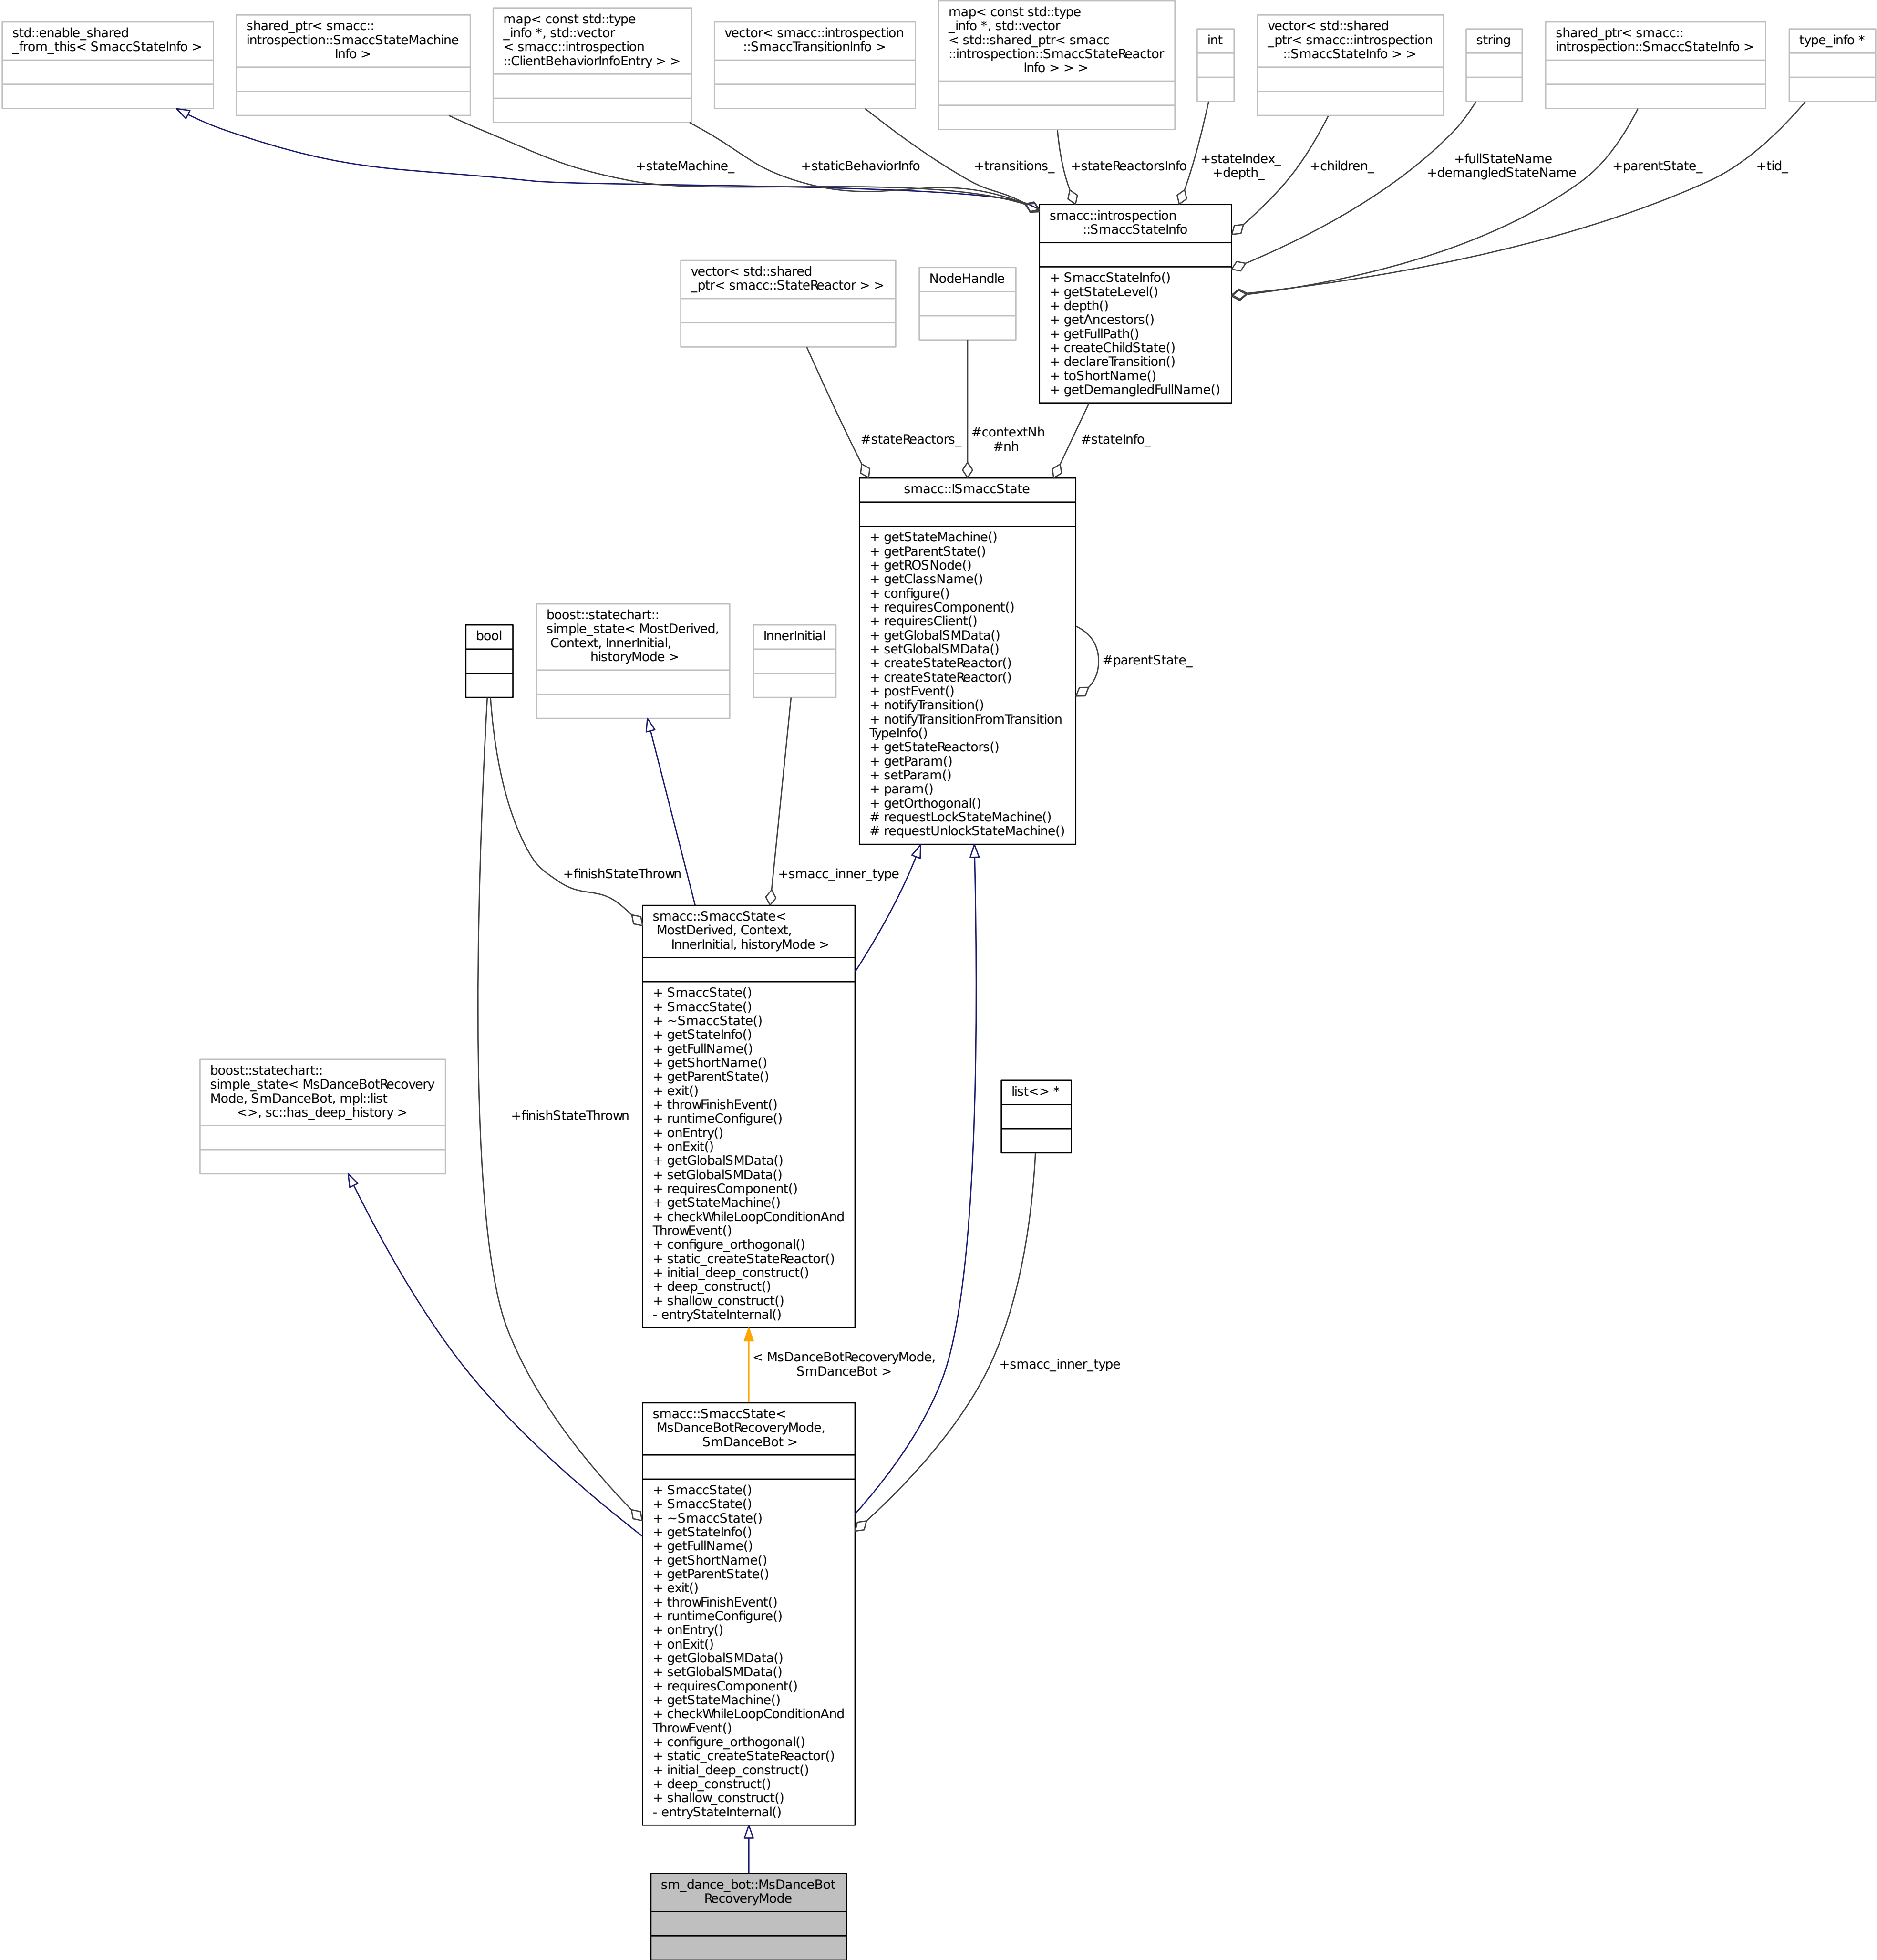 std::enable_shared
_from_this< SmaccStateInfo >
shared_ptr< smacc::
introspection::SmaccStateMachine
Info >
map< const std::type
_info *, std::vector
< smacc::introspection
::ClientBehaviorInfoEntry > >
vector< smacc::introspection
::SmaccTransitionInfo >
map< const std::type
_info *, std::vector
< std::shared_ptr< smacc
::introspection::SmaccStateReactor
Info > > >
int
vector< std::shared
_ptr< smacc::introspection
::SmaccStateInfo > >
string
shared_ptr< smacc::
introspection::SmaccStateInfo >
type_info *
+stateMachine_
+staticBehaviorInfo
+transitions_
+stateReactorsInfo
+stateIndex_
+depth_
+children_
+fullStateName
+demangledStateName
+parentState_
+tid_
smacc::introspection
::SmaccStateInfo
+ SmaccStateInfo()
+ getStateLevel()
+ depth()
+ getAncestors()
+ getFullPath()
+ createChildState()
+ declareTransition()
+ toShortName()
+ getDemangledFullName()
vector< std::shared
_ptr< smacc::StateReactor > >
NodeHandle
#stateReactors_
#contextNh
#nh
#stateInfo_
smacc::ISmaccState
+ getStateMachine()
+ getParentState()
+ getROSNode()
+ getClassName()
+ configure()
+ requiresComponent()
+ requiresClient()
+ getGlobalSMData()
+ setGlobalSMData()
+ createStateReactor()
+ createStateReactor()
+ postEvent()
+ notifyTransition()
+ notifyTransitionFromTransition
TypeInfo()
+ getStateReactors()
+ getParam()
+ setParam()
+ param()
+ getOrthogonal()
# requestLockStateMachine()
# requestUnlockStateMachine()
#parentState_
bool
boost::statechart::
simple_state< MostDerived,
Context, InnerInitial,
historyMode >
InnerInitial
+finishStateThrown
+smacc_inner_type
smacc::SmaccState<
MostDerived, Context,
InnerInitial, historyMode >
+ SmaccState()
+ SmaccState()
+ ~SmaccState()
+ getStateInfo()
+ getFullName()
+ getShortName()
+ getParentState()
+ exit()
+ throwFinishEvent()
+ runtimeConfigure()
+ onEntry()
+ onExit()
+ getGlobalSMData()
+ setGlobalSMData()
+ requiresComponent()
+ getStateMachine()
+ checkWhileLoopConditionAnd
ThrowEvent()
+ configure_orthogonal()
+ static_createStateReactor()
+ initial_deep_construct()
+ deep_construct()
+ shallow_construct()
- entryStateInternal()
boost::statechart::
simple_state< MsDanceBotRecovery
Mode, SmDanceBot, mpl::list
<>, sc::has_deep_history >
+finishStateThrown
list<> *
< MsDanceBotRecoveryMode,
SmDanceBot >
+smacc_inner_type
smacc::SmaccState<
MsDanceBotRecoveryMode,
SmDanceBot >
+ SmaccState()
+ SmaccState()
+ ~SmaccState()
+ getStateInfo()
+ getFullName()
+ getShortName()
+ getParentState()
+ exit()
+ throwFinishEvent()
+ runtimeConfigure()
+ onEntry()
+ onExit()
+ getGlobalSMData()
+ setGlobalSMData()
+ requiresComponent()
+ getStateMachine()
+ checkWhileLoopConditionAnd
ThrowEvent()
+ configure_orthogonal()
+ static_createStateReactor()
+ initial_deep_construct()
+ deep_construct()
+ shallow_construct()
- entryStateInternal()
sm_dance_bot::MsDanceBot
RecoveryMode